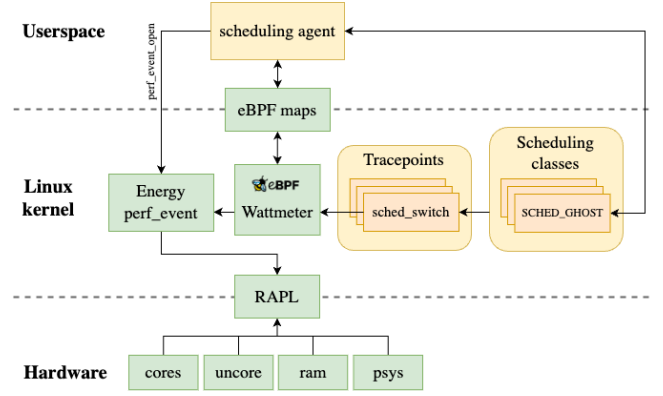 Userspace
scheduling agent
perf_event_open
eBPF maps
Linux
kernel
Energy
perf_event
eBPF
Wattmeter
Tracepoints
sched_switch
Scheduling
classes
SCHED_GHOST
RAPL
Hardware
cores
uncore
ram
psys